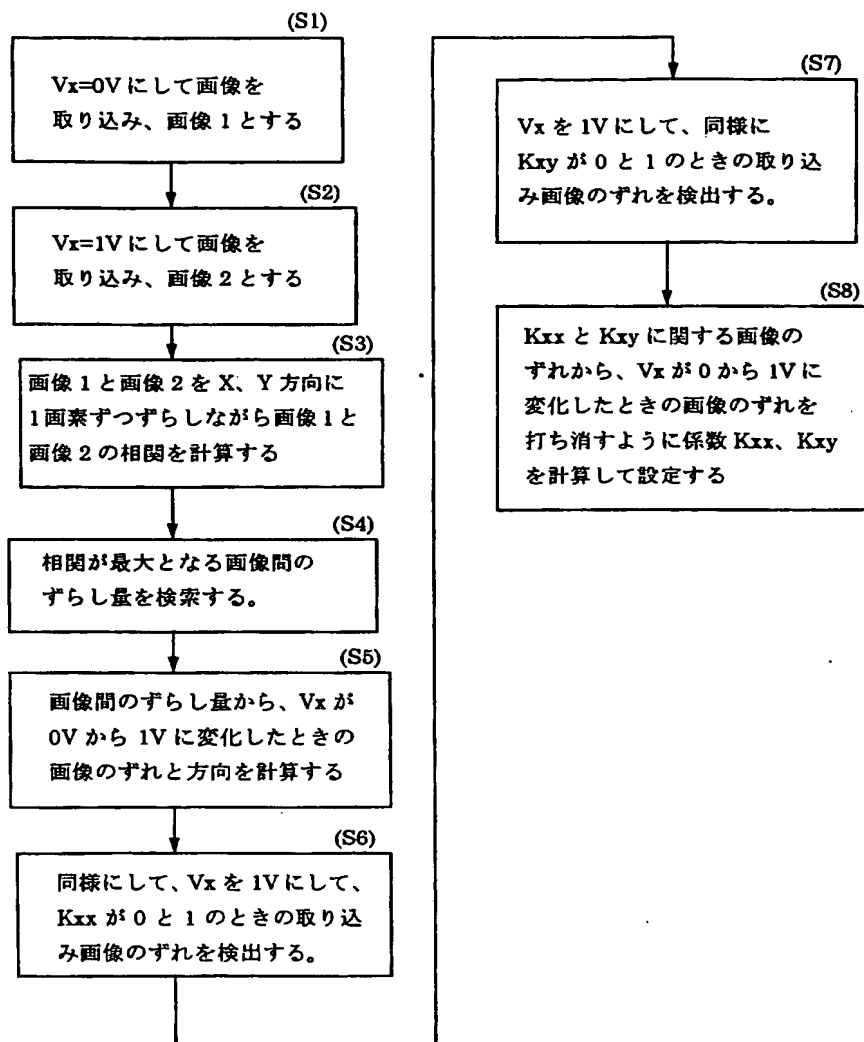 (S1)
Vx=0V にして画像を
取り込み、画像 1 とする
(S2)
Vx=1V にして画像を
取り込み、画像 2 とする
(S3)
画像 1 と画像 2 を X、Y 方向に
1 画素ずつずらしながら画像 1 と
画像 2 の相関を計算する
(S4)
相関が最大となる画像間の
ずらし量を検索する。
(S5)
画像間のずらし量から、Vx が
0V から 1V に変化したときの
画像のずれと方向を計算する
(S6)
同様にして、Vx を 1V にして、
Kxx が 0 と 1 のときの取り込
み画像のずれを検出する。
(S7)
Vx を 1V にして、同様に
Kxy が 0 と 1 のときの取り込
み画像のずれを検出する。
(S8)
Kxx と Kxy に関する画像の
ずれから、Vx が 0 から 1V に
変化したときの画像のずれを
打ち消すように係数 Kxx、Kxy
を計算して設定する